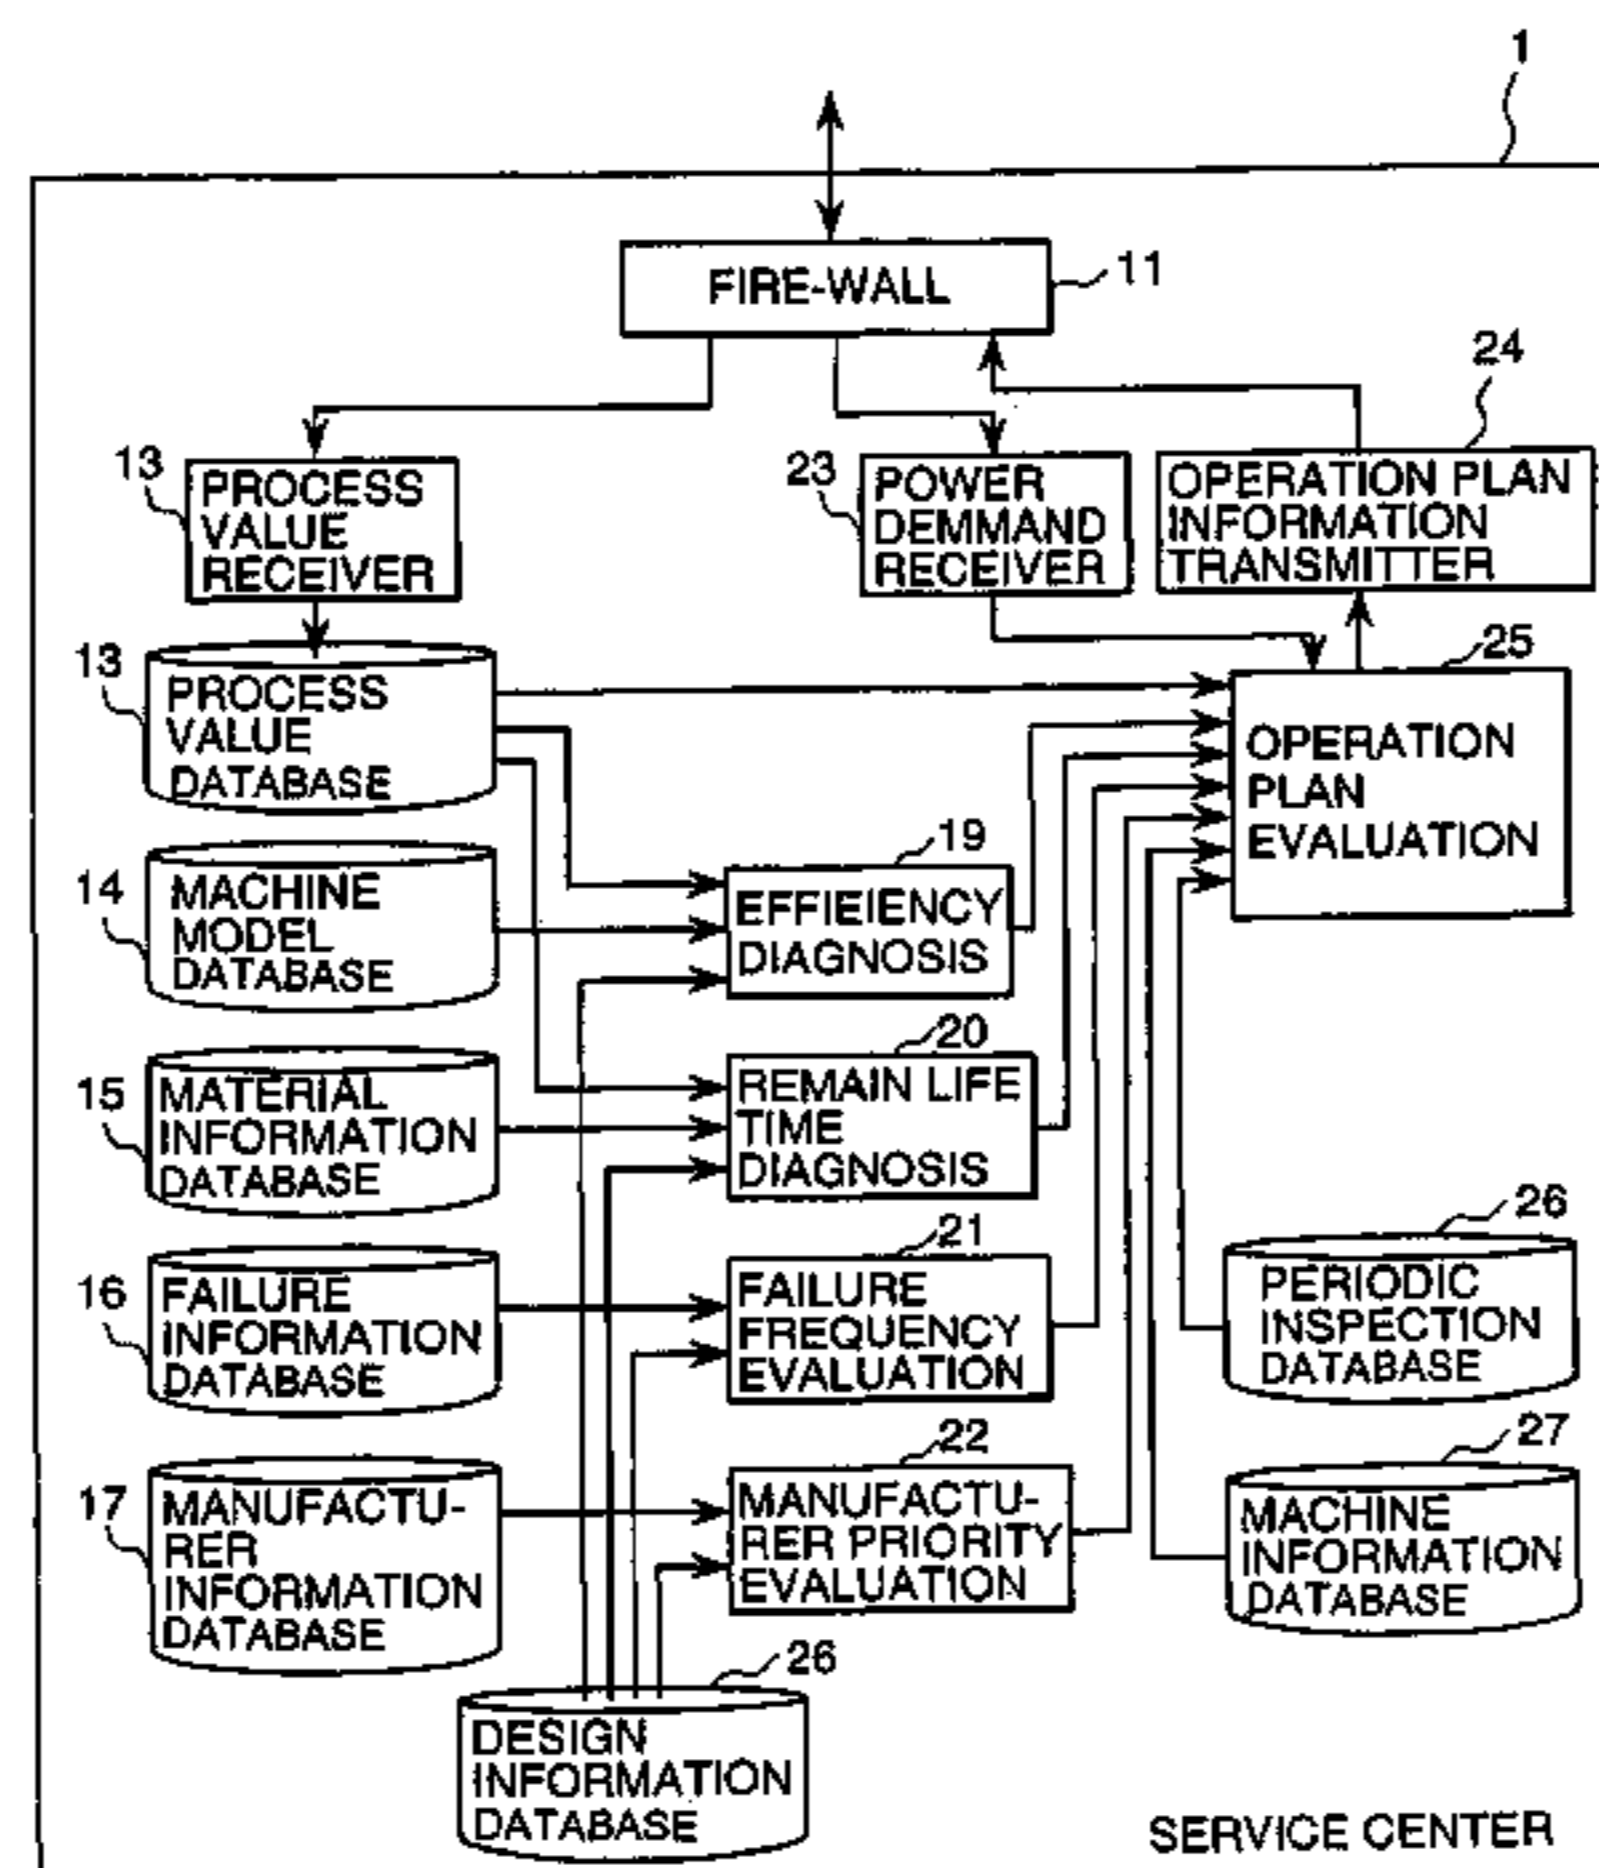 1
FIRE-WALL
11
24
13
PROCESS
VALUE
RECEIVER
23
POWER
DEMMAND
RECEIVER
OPERATION PLAN
INFORMATION
TRANSMITTER
13
PROCESS
VALUE
DATABASE
25
OPERATION
PLAN
EVALUATION
14
MACHINE
MODEL
DATABASE
19
EFFIEIENCY
DIAGNOSIS
15
MATERIAL
INFORMATION
DATABASE
20
REMAIN LIFE
TIME
DIAGNOSIS
16
FAILURE
INFORMATION
DATABASE
21
FAILURE
FREQUENCY
EVALUATION
26
PERIODIC
INSPECTION
DATABASE
17
MANUFACTU-
RER
INFORMATION
DATABASE
22
MANUFACTU-
RER PRIORITY
EVALUATION
27
MACHINE
INFORMATION
DATABASE
26
DESIGN
INFORMATION
DATABASE
SERVICE CENTER